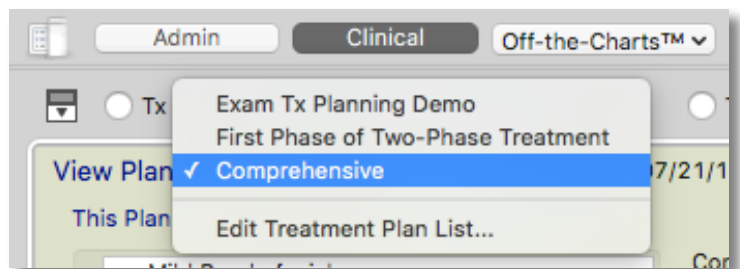 Admin Clinical Off-the-Charts™
Tx
Exam Tx Planning Demo
First Phase of Two-Phase Treatment
View Plan ✓ Comprehensive 07/21/1
This Plan
Edit Treatment Plan List...